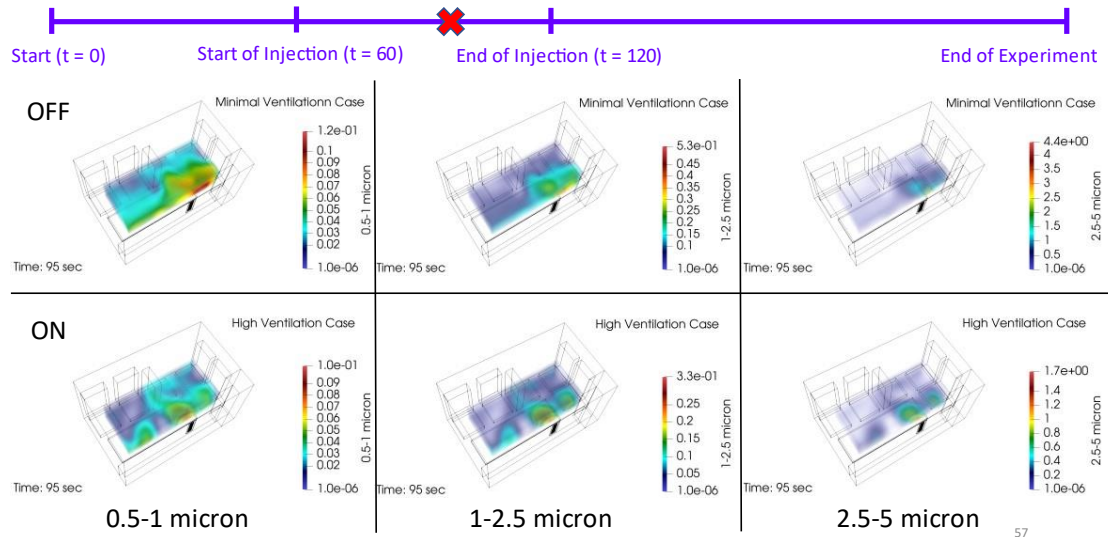 Start (t = 0)
Start of Injection (t = 60)
End of Injection (t = 120)
End of Experiment
OFF
Minimal Ventilationn Case
1.2e-01
0.1
0.09
0.08
0.07
0.06
0.05
0.04
0.03
0.02
1.0e-06
0.5-1 micron
Time: 95 sec
Minimal Ventilationn Case
5.3e-01
0.45
0.4
0.35
0.3
0.25
0.2
0.15
0.1
1.0e-06
1-2.5 micron
Time: 95 sec
Minimal Ventilationn Case
4.4e+00
4
3.5
3
2.5
2
1.5
1
0.5
1.0e-06
2.5-5 micron
Time: 95 sec
ON
High Ventilation Case
1.0e-01
0.09
0.08
0.07
0.06
0.05
0.04
0.03
0.02
1.0e-06
0.5-1 micron
Time: 95 sec
0.5-1 micron
High Ventilation Case
3.3e-01
0.25
0.2
0.15
0.1
0.05
1.0e-06
1-2.5 micron
Time: 95 sec
1-2.5 micron
High Ventilation Case
1.7e+00
1.4
1.2
1
0.8
0.6
0.4
0.2
1.0e-06
2.5-5 micron
Time: 95 sec
2.5-5 micron
57